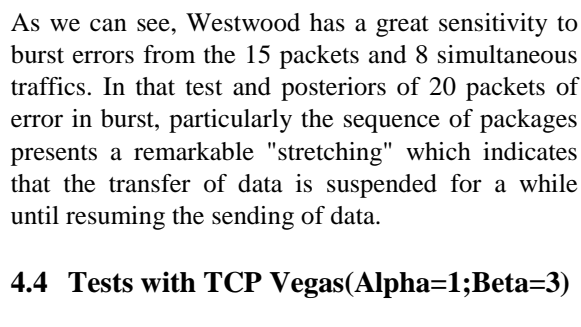 As we can see, Westwood has a great sensitivity to
burst errors from the 15 packets and 8 simultaneous
traffics. In that test and posteriors of 20 packets of
error in burst, particularly the sequence of packages
presents a remarkable "stretching" which indicates
that the transfer of data is suspended for a while
until resuming the sending of data.
4.4 Tests with TCP Vegas(Alpha=1;Beta=3)